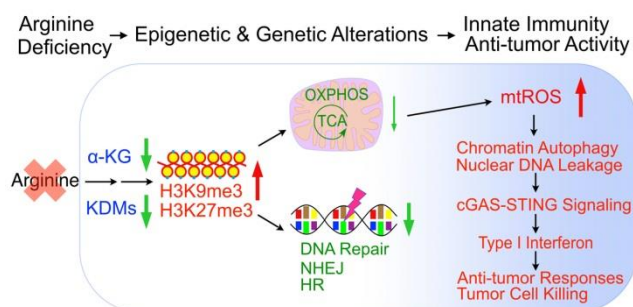 Arginine
Deficiency
Epigenetic & Genetic Alterations
Innate Immunity
Anti-tumor Activity
Arginine
α-KG
KDMs
H3K9me3
H3K27me3
OXPHOS
TCA
DNA Repair
NHEJ
HR
mtROS
Chromatin Autophagy
Nuclear DNA Leakage
cGAS-STING Signaling
Type I Interferon
Anti-tumor Responses
Tumor Cell Killing